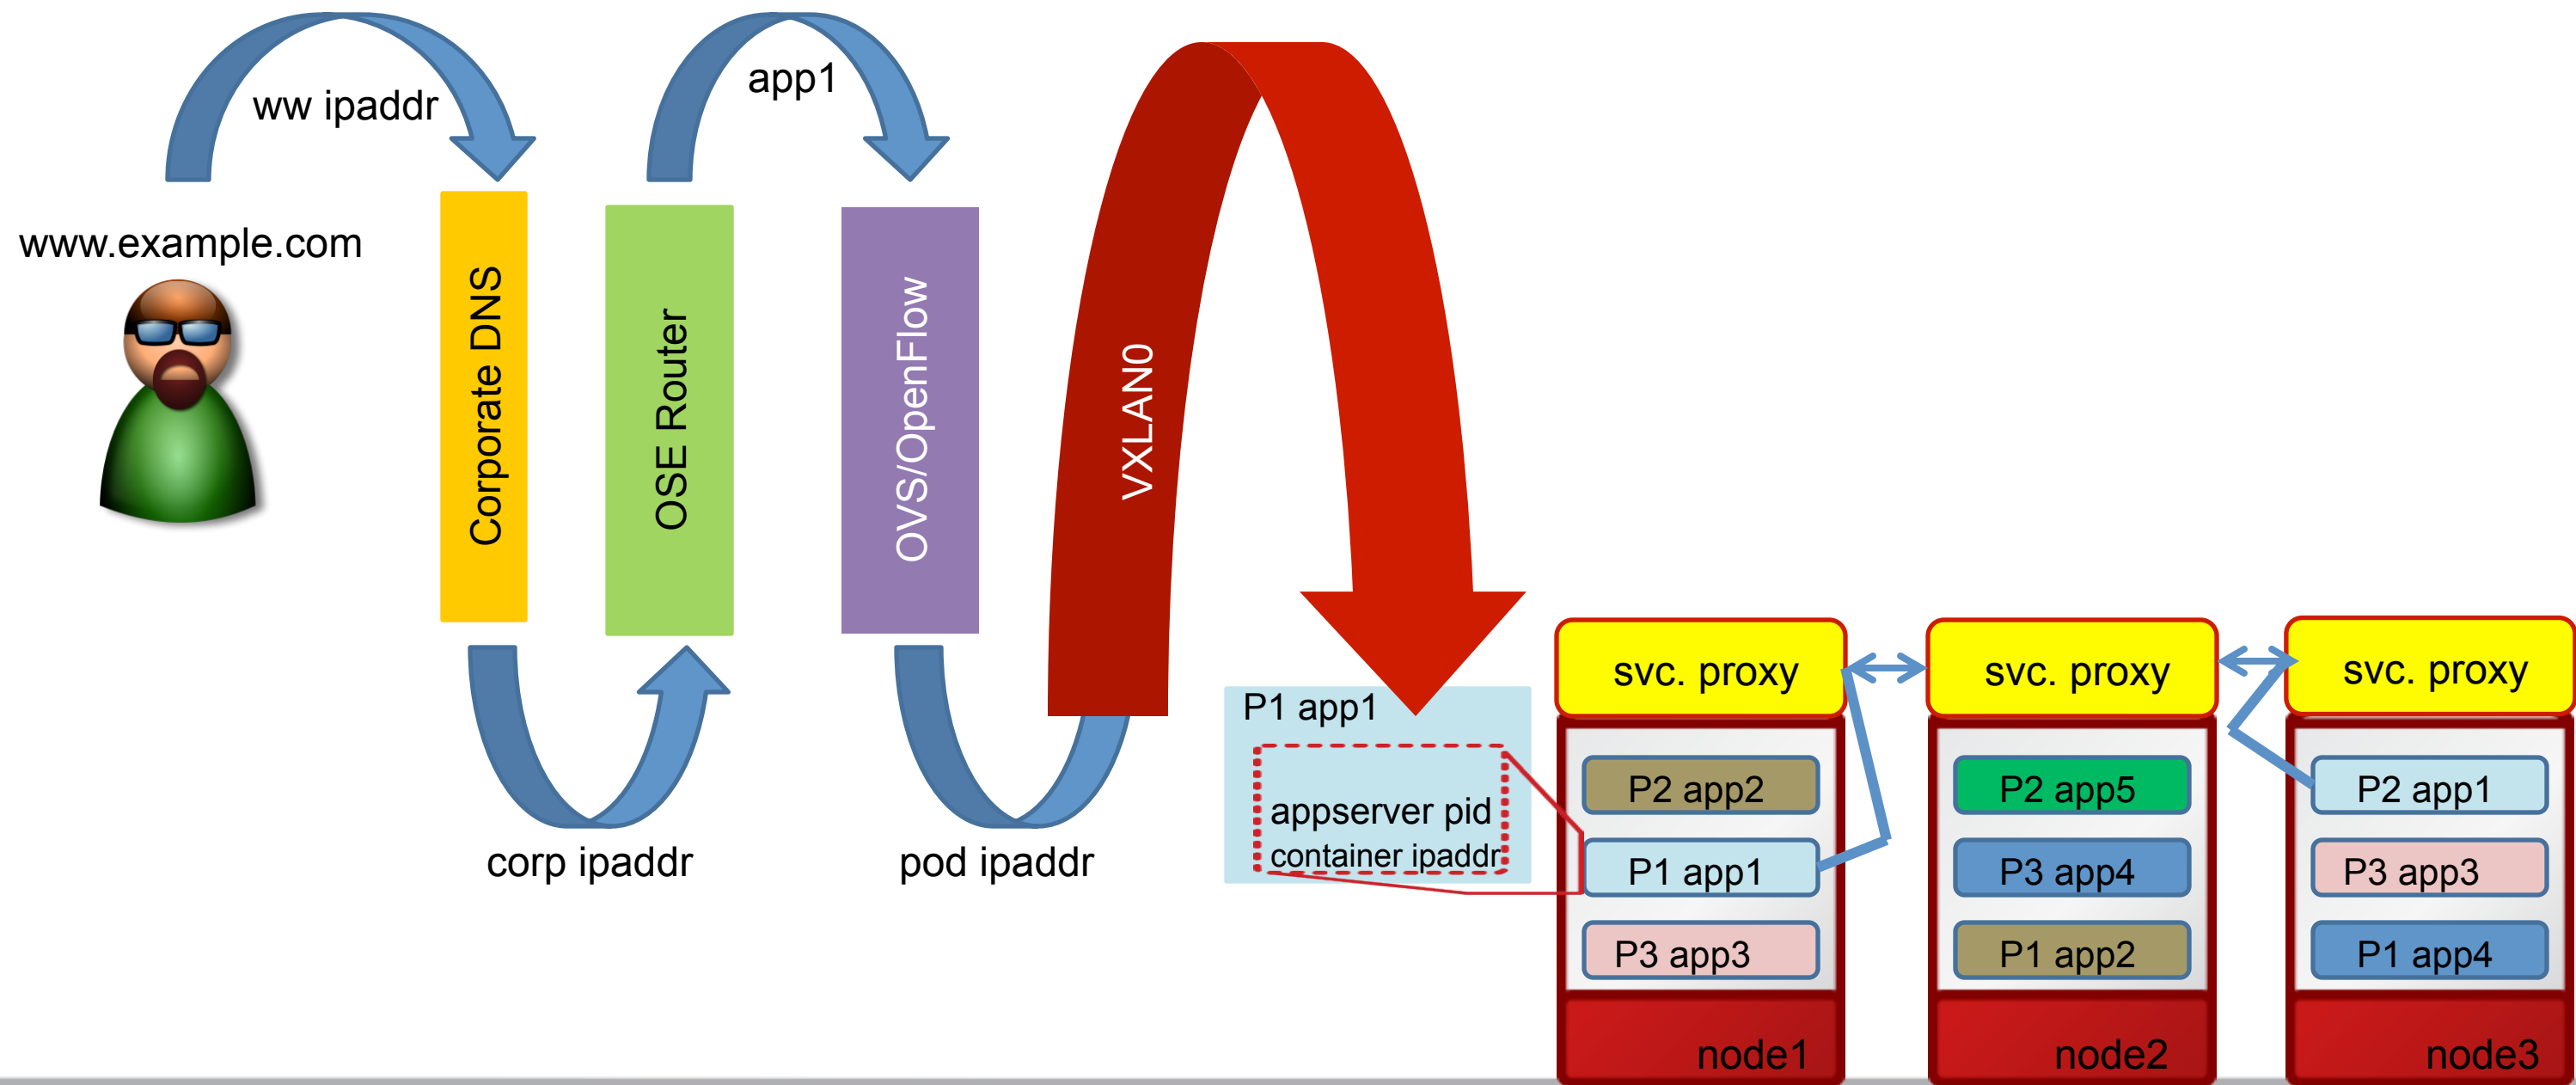 ww ipaddr
app1
www.example.com
Corporate DNS
OSE Router
OVS/OpenFlow
VXLAN0
corp ipaddr
pod ipaddr
P1 app1
appserver pid
container ipaddr
svc. proxy
P2 app2
P1 app1
P3 app3
node1
svc. proxy
P2 app5
P3 app4
P1 app2
node2
svc. proxy
P2 app1
P3 app3
P1 app4
node3